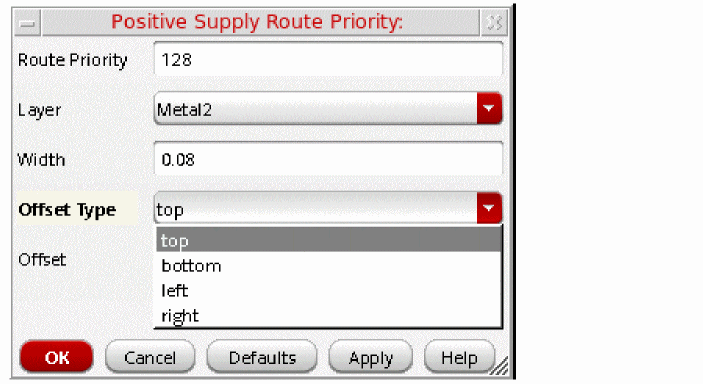 Positive Supply Route Priority:
Route Priority 128
Layer Metal2
Width 0.08
Offset Type top
top
Offset
bottom
left
right
OK Cancel Defaults Apply Help